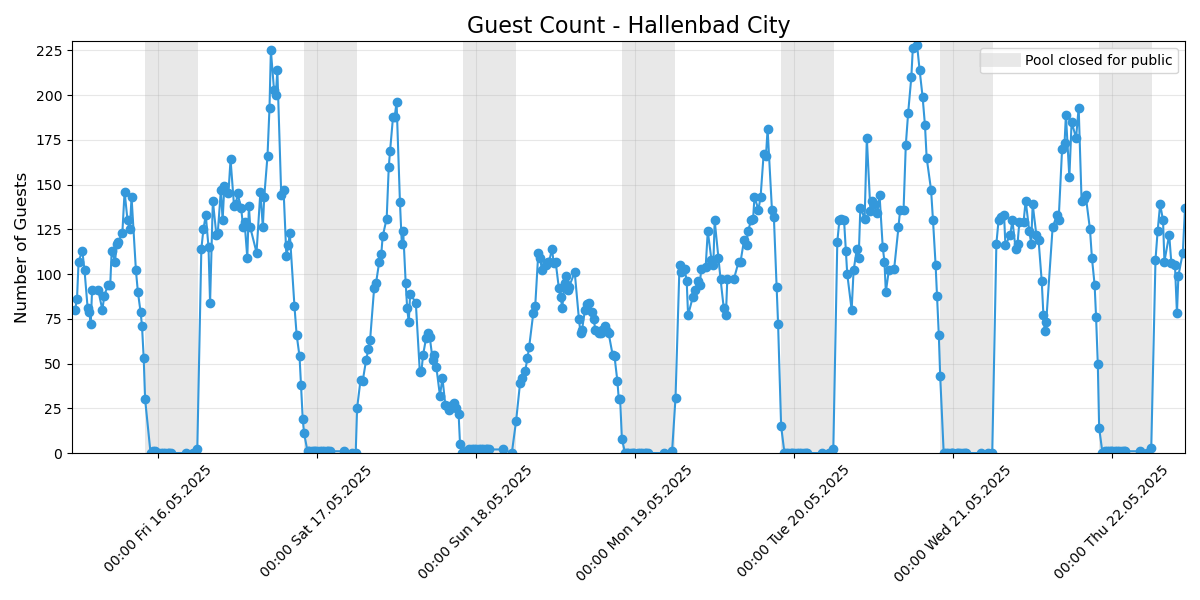 Guest Count - Hallenbad City
Pool closed for public
Number of Guests
225
200
175
150
125
100
75
50
25
0
00:00 Fri 16.05.2025
00:00 Sat 17.05.2025
00:00 Sun 18.05.2025
00:00 Mon 19.05.2025
00:00 Tue 20.05.2025
00:00 Wed 21.05.2025
00:00 Thu 22.05.2025